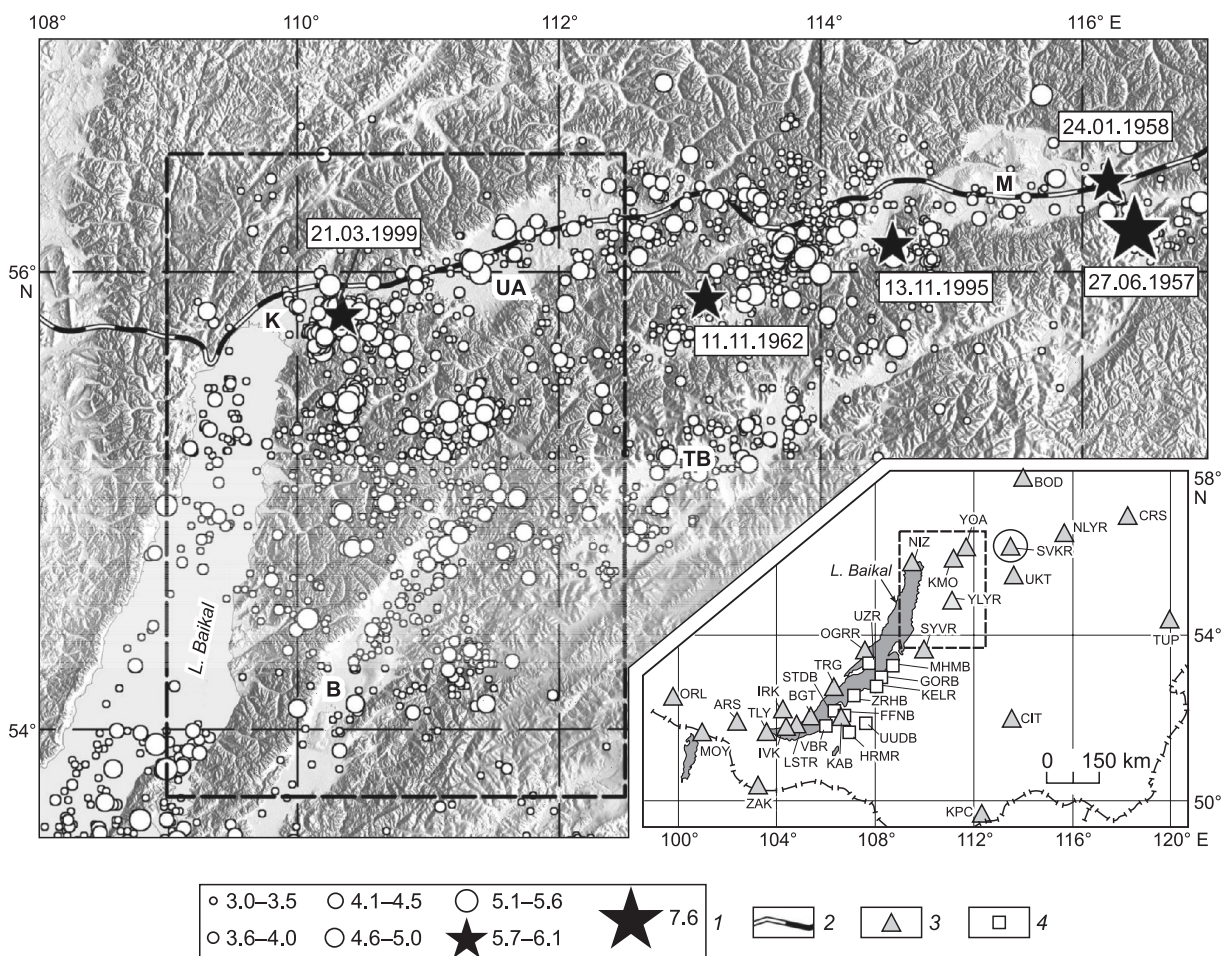 108°
110°
112°
114°
116° E
24.01.1958
M
21.03.1999
56°
N
UA
13.11.1995
27.06.1957
K
11.11.1962
TB
L. Baikal
B
54°
58°
N
BOD
CRS
YOA
NLYR
NIZ
SVKR
KMO
L. Baikal
UKT
YLYR
UZR
SYVR
54°
OGRR
TUP
TRG
MHMB
STDB
GORB
IRK
BGT
KELR
ORL
ZRHB
ARS
TLY
FFNB
CIT
UUDB
MOY
IVK
LSTR
VBR
KAB
HRMR
0 150 km
ZAK
KPC
50°
100°
104°
108°
112°
116°
120° E
3.0–3.5 4.1–4.5 5.1–5.6 7.6 1 2 3 4
3.6–4.0 4.6–5.0 5.7–6.1